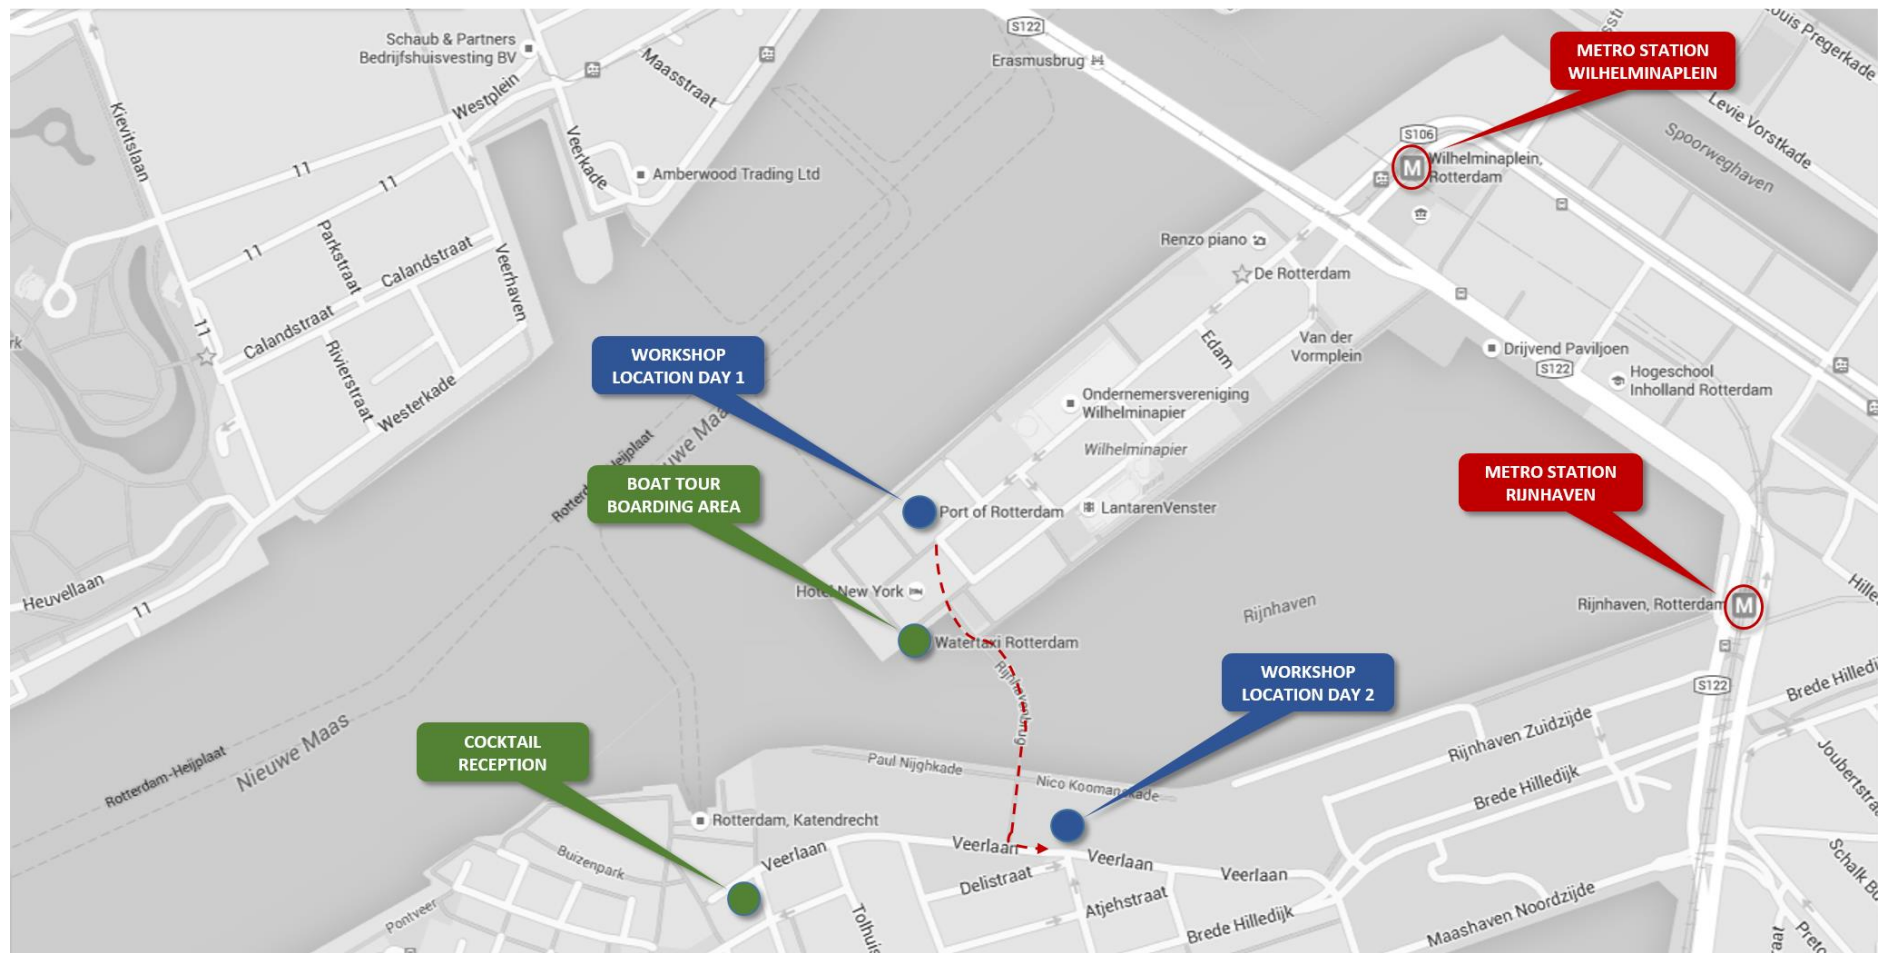 S122
Erasmusbrug
Schaub & Partners
Bedrijfshuisvesting BV
Maasstraat
Westplein
Kievitslaan
Veerkade
Amberwood Trading Ltd
11
11
11
Parkstraat
Calandstraat
Veerhaven
11
Calandstraat
Rivierstraat
Westerkade
METRO STATION
WILHELMINAPLEIN
Louis Pregerkade
Levie Vorstkade
Spoorweghaven
S106
Wilhelminaplein,
Rotterdam
M
Renzo piano
De Rotterdam
Edam
Van der
Vormplein
Drijvend Paviljoen
S122
Hogeschool
Inholland Rotterdam
WORKSHOP
LOCATION DAY 1
Ondernemersvereniging
Wilhelminapier
Wilhelminapier
BOAT TOUR
BOARDING AREA
Port of Rotterdam
LantarenVenster
METRO STATION
RIJNHAVEN
Hotel New York
Watertaxi Rotterdam
Rijnhaven
Rijnhaven, Rotterdam
M
Heuvellaan
11
Rijnhavenbrug
WORKSHOP
LOCATION DAY 2
S122
Brede Hilledijk
Rotterdam-Heijplaat
Nieuwe Maas
COCKTAIL
RECEPTION
Paul Nijghkade
Nico Koomanskade
Rijnhaven Zuidzijde
Brede Hilledijk
Rotterdam, Katendrecht
Veerlaan
Veerlaan
Veerlaan
Veerlaan
Buizenpark
Delistraat
Atjehstraat
Pontveer
Brede Hilledijk
Maashaven Noordzijde